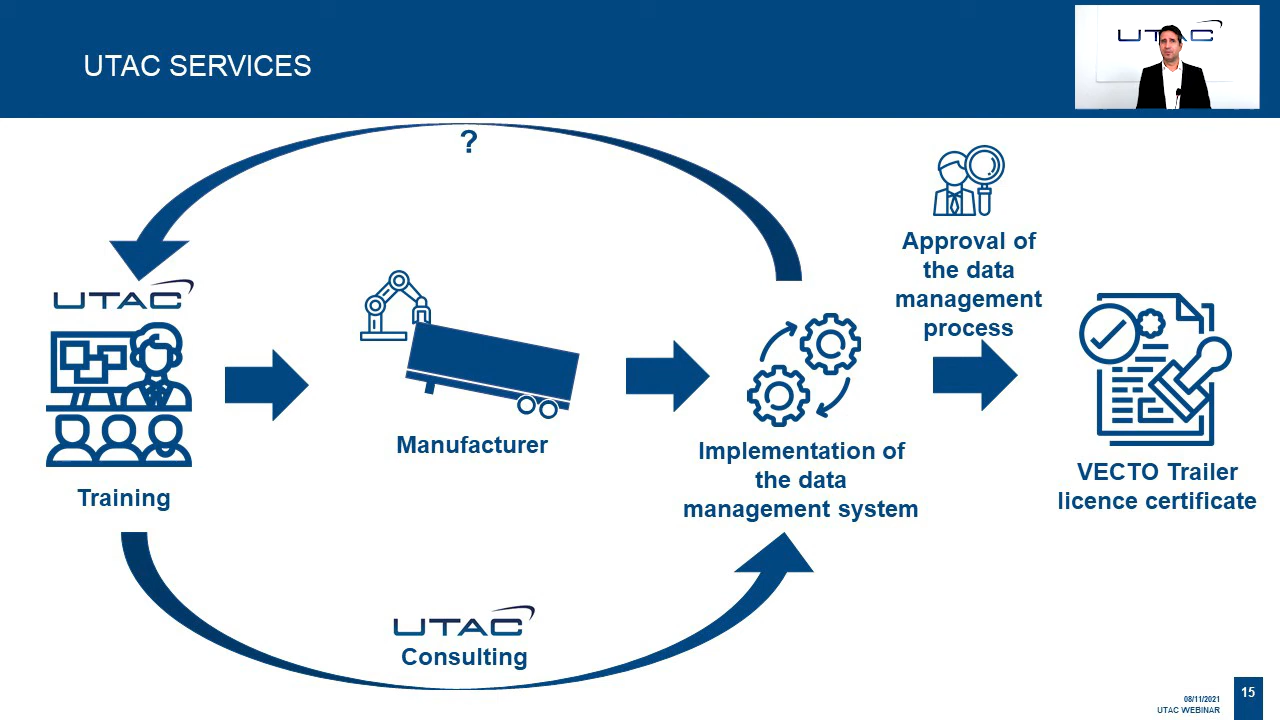 UTAC SERVICES
UTAC
?
Approval of
the data
management
process
UTAC
Training
Manufacturer
Implementation of
the data
management system
VECTO Trailer
licence certificate
UTAC
Consulting
08/11/2021
UTAC WEBINAR
15